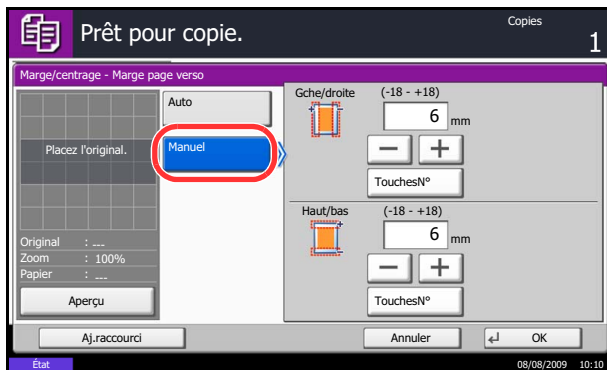 Prêt pour copie.
Copies
1
Marge/centrage - Marge page verso
Placez l'original.
Original : ---
Zoom : 100%
Papier : ---
Aperçu
Auto
Manuel
Gche/droite (-18 - +18)
6 mm
− +
TouchesN°
Haut/bas (-18 - +18)
6 mm
− +
TouchesN°
Aj.raccourci
Annuler
OK
État
08/08/2009 10:10